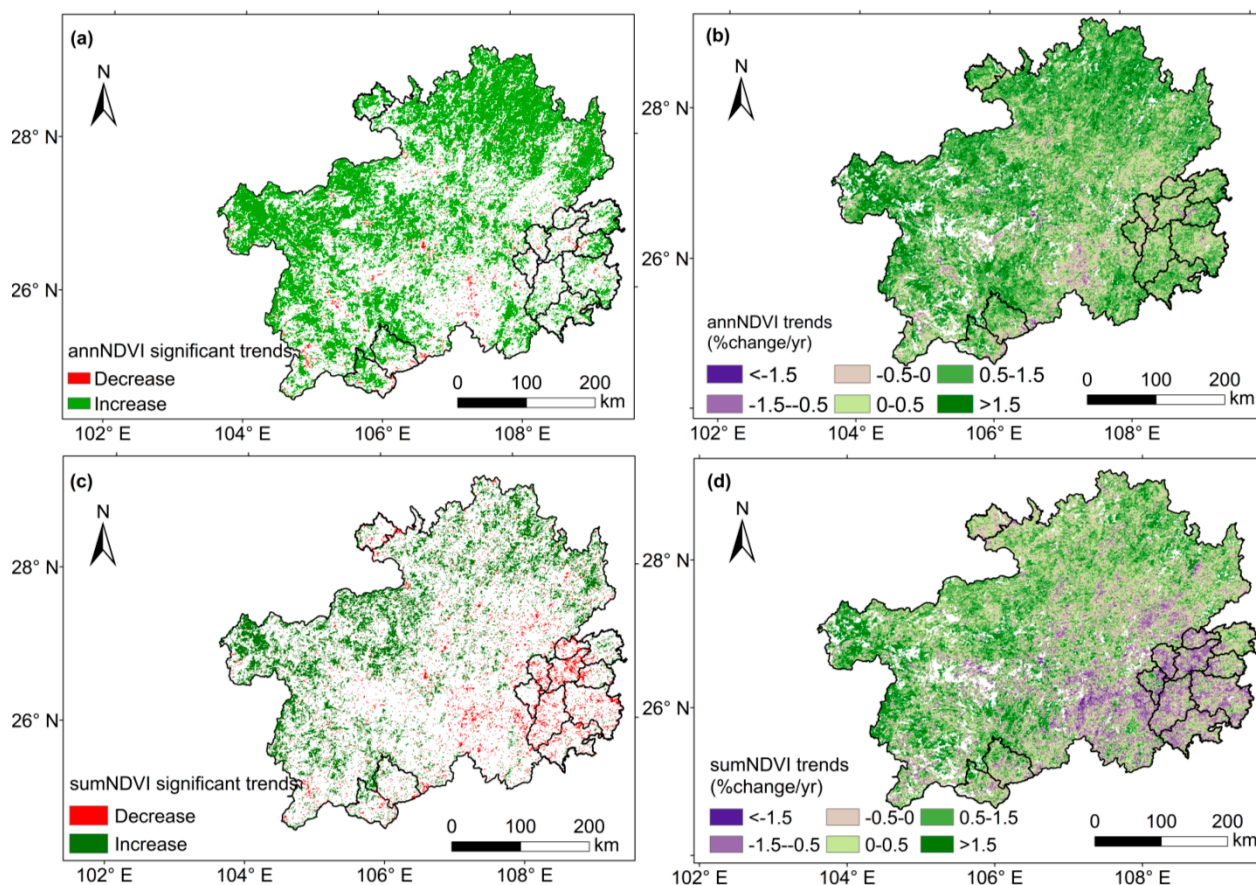 (a)
N
28° N
26° N
annNDVI significant trends
Decrease
Increase
0 100 200
km
102° E 104° E 106° E 108° E
(b)
N
28° N
26° N
annNDVI trends
(%change/yr)
<-1.5 -0.5-0 0.5-1.5
-1.5--0.5 0-0.5 >1.5
0 100 200
km
102° E 104° E 106° E 108° E
(c)
N
28° N
26° N
sumNDVI significant trends
Decrease
Increase
0 100 200
km
102° E 104° E 106° E 108° E
(d)
N
28° N
26° N
sumNDVI trends
(%change/yr)
<-1.5 -0.5-0 0.5-1.5
-1.5--0.5 0-0.5 >1.5
0 100 200
km
102° E 104° E 106° E 108° E